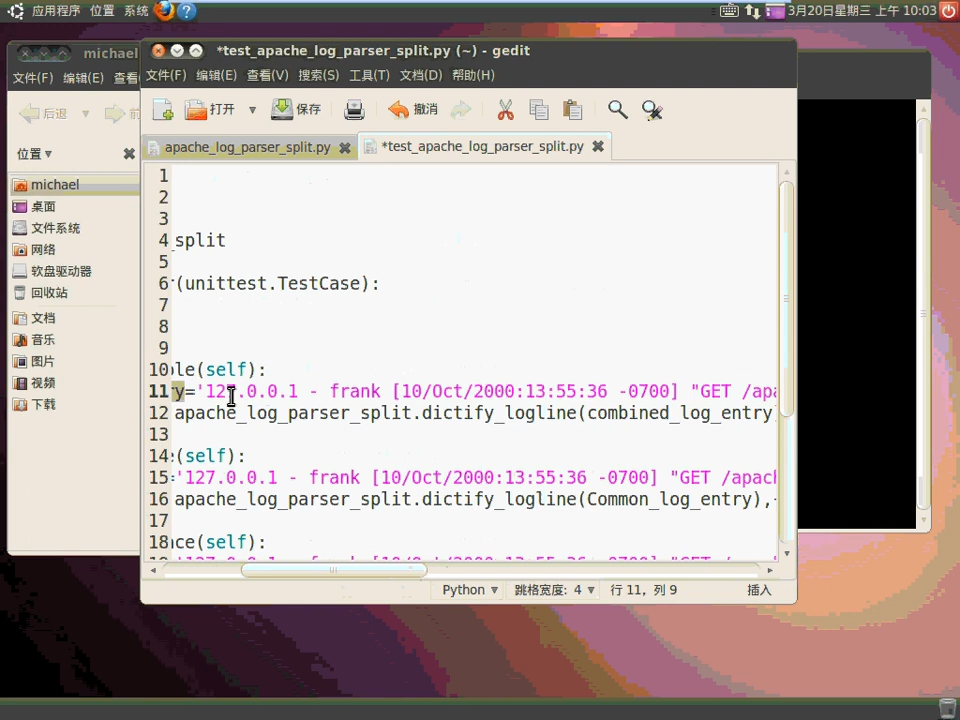 应用程序 位置 系统 3月20日星期三 上午 10:03
michael
文件(F) 编辑(E) 查看
后退 前
位置
michael
桌面
文件系统
网络
软盘驱动器
回收站
文档
音乐
图片
视频
下载
*test_apache_log_parser_split.py (~) - gedit
文件(F) 编辑(E) 查看(V) 搜索(S) 工具(T) 文档(D) 帮助(H)
打开 保存 撤消
apache_log_parser_split.py *test_apache_log_parser_split.py
1
2
3
4 _split
5
6 (unittest.TestCase):
7
8
9
10 le(self):
11 ry='127.0.0.1 - frank [10/Oct/2000:13:55:36 -0700] "GET /apa
12 apache_log_parser_split.dictify_logline(combined_log_entry)
13
14 (self):
15 ='127.0.0.1 - frank [10/Oct/2000:13:55:36 -0700] "GET /apach
16 apache_log_parser_split.dictify_logline(Common_log_entry),
17
18 nce(self):
Python 跳格宽度: 4 行 11, 列 9 插入